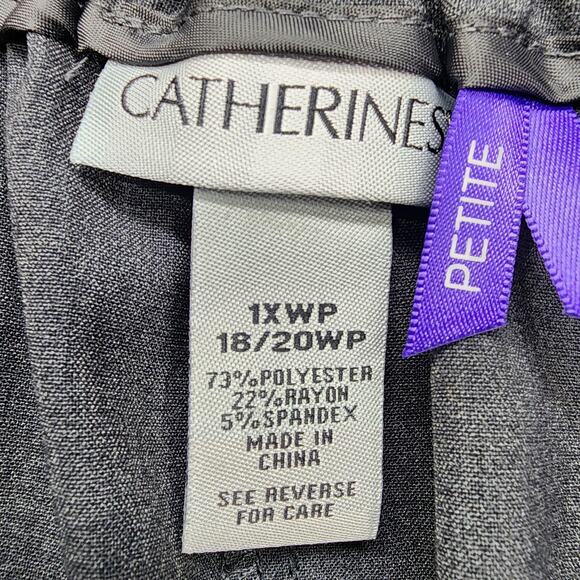 CATHERINES
PETITE
1XWP
18/20WP
73%POLYESTER
22%RAYON
5%SPANDEX
MADE IN
CHINA
SEE REVERSE
FOR CARE